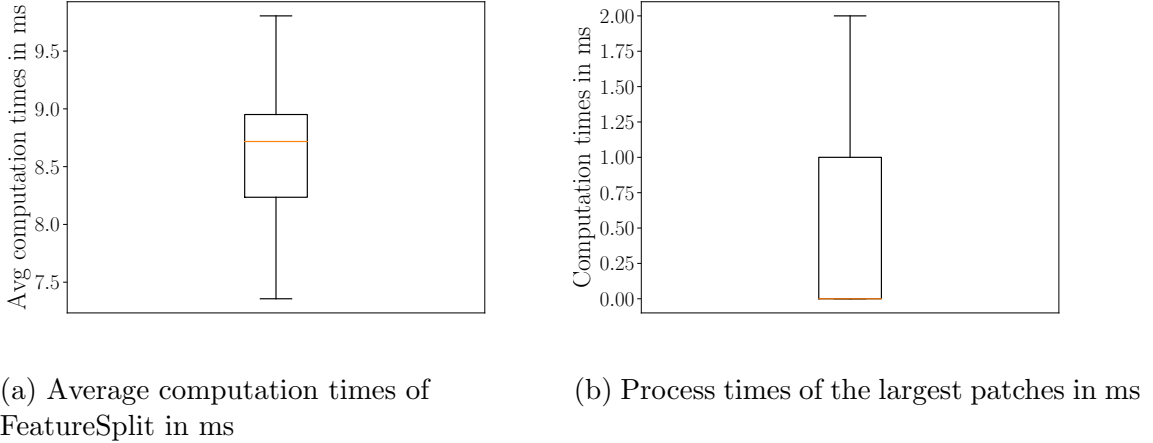 Avg computation times in ms
9.5
9.0
8.5
8.0
7.5
Computation times in ms
2.00
1.75
1.50
1.25
1.00
0.75
0.50
0.25
0.00
(a) Average computation times of
FeatureSplit in ms
(b) Process times of the largest patches in ms